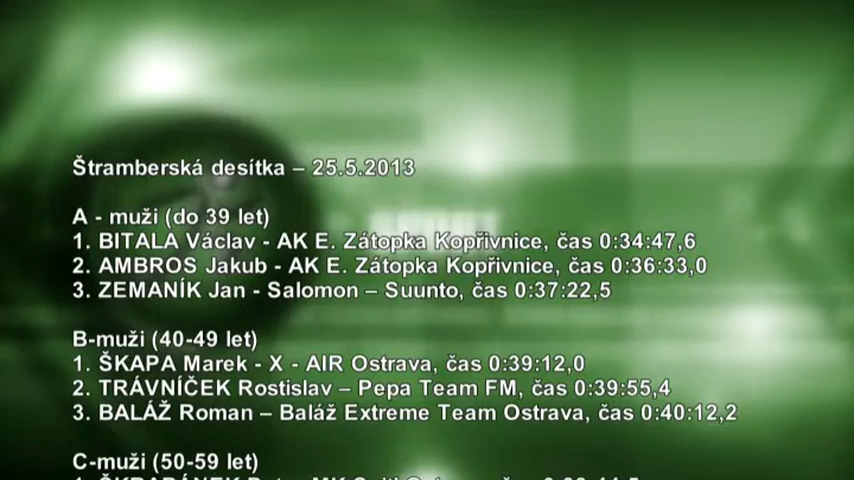 Štramberská desítka – 25.5.2013
A - muži (do 39 let)
1. BITALA Václav - AK E. Zátopka Kopřivnice, čas 0:34:47,6
2. AMBROS Jakub - AK E. Zátopka Kopřivnice, čas 0:36:33,0
3. ZEMANÍK Jan - Salomon – Suunto, čas 0:37:22,5
B-muži (40-49 let)
1. ŠKAPA Marek - X - AIR Ostrava, čas 0:39:12,0
2. TRÁVNÍČEK Rostislav – Pepa Team FM, čas 0:39:55,4
3. BALÁŽ Roman – Baláž Extreme Team Ostrava, čas 0:40:12,2
C-muži (50-59 let)